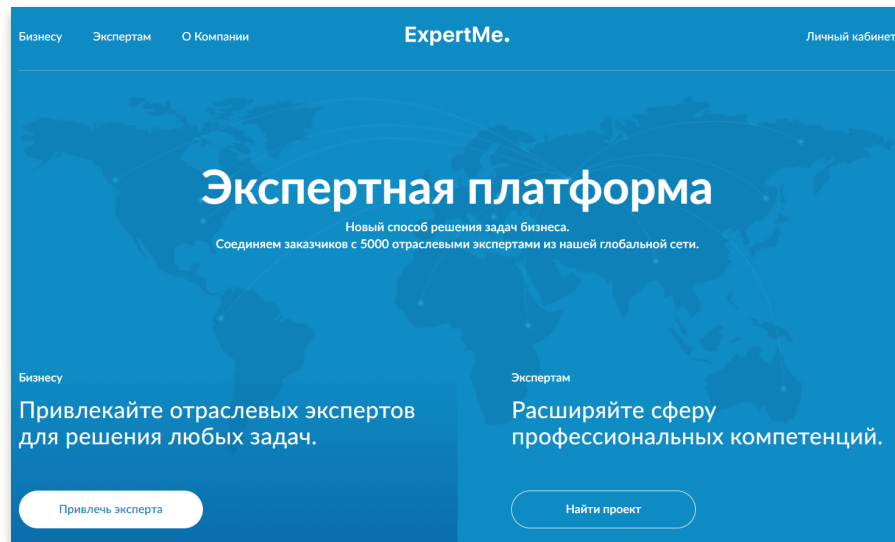 Бизнесу Экспертам О Компании ExpertMe. Личный кабинет
Экспертная платформа
Новый способ решения задач бизнеса.
Соединяем заказчиков с 5000 отраслевыми экспертами из нашей глобальной сети.
Бизнесу
Привлекайте отраслевых экспертов
для решения любых задач.
Привлечь эксперта
Экспертам
Расширяйте сферу
профессиональных компетенций.
Найти проект